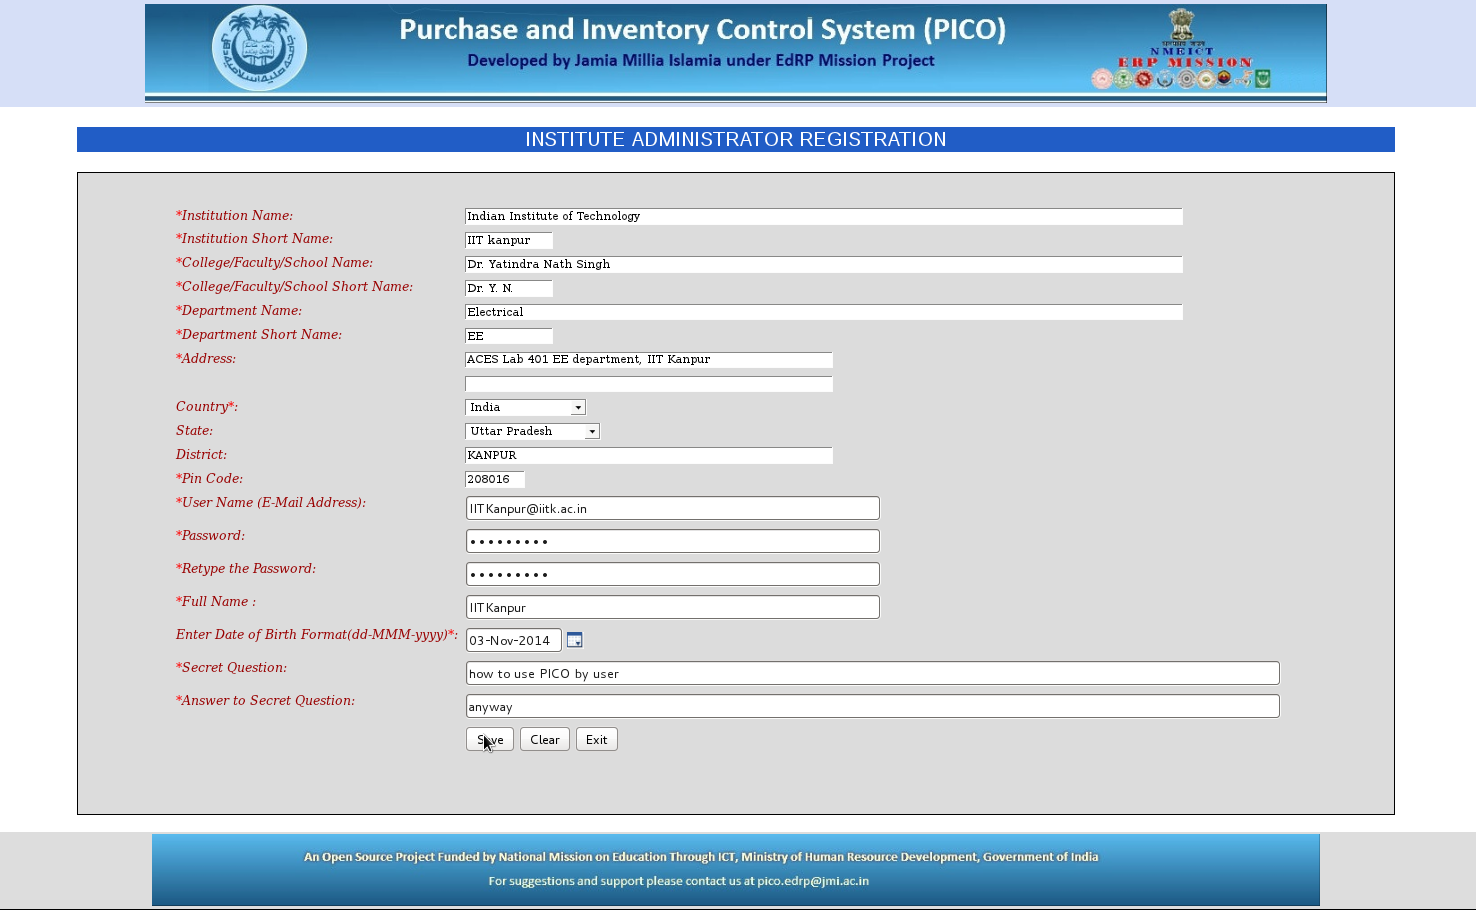 Purchase and Inventory Control System (PICO)
Developed by Jamia Millia Islamia under EdRP Mission Project
NMEICT
ERP MISSION
INSTITUTE ADMINISTRATOR REGISTRATION
*Institution Name: Indian Institute of Technology
*Institution Short Name: IIT kanpur
*College/Faculty/School Name: Dr. Yatindra Nath Singh
*College/Faculty/School Short Name: Dr. Y. N.
*Department Name: Electrical
*Department Short Name: EE
*Address: ACES Lab 401 EE department, IIT Kanpur
Country*: India
State: Uttar Pradesh
District: KANPUR
*Pin Code: 208016
*User Name (E-Mail Address): IITKanpur@iitk.ac.in
*Password: •••••••••
*Retype the Password: •••••••••
*Full Name : IITKanpur
Enter Date of Birth Format(dd-MMM-yyyy)*: 03-Nov-2014
*Secret Question: how to use PICO by user
*Answer to Secret Question: anyway
Save Clear Exit
An Open Source Project Funded by National Mission on Education Through ICT, Ministry of Human Resource Development, Government of India
For suggestions and support please contact us at pico.edrp@jmi.ac.in